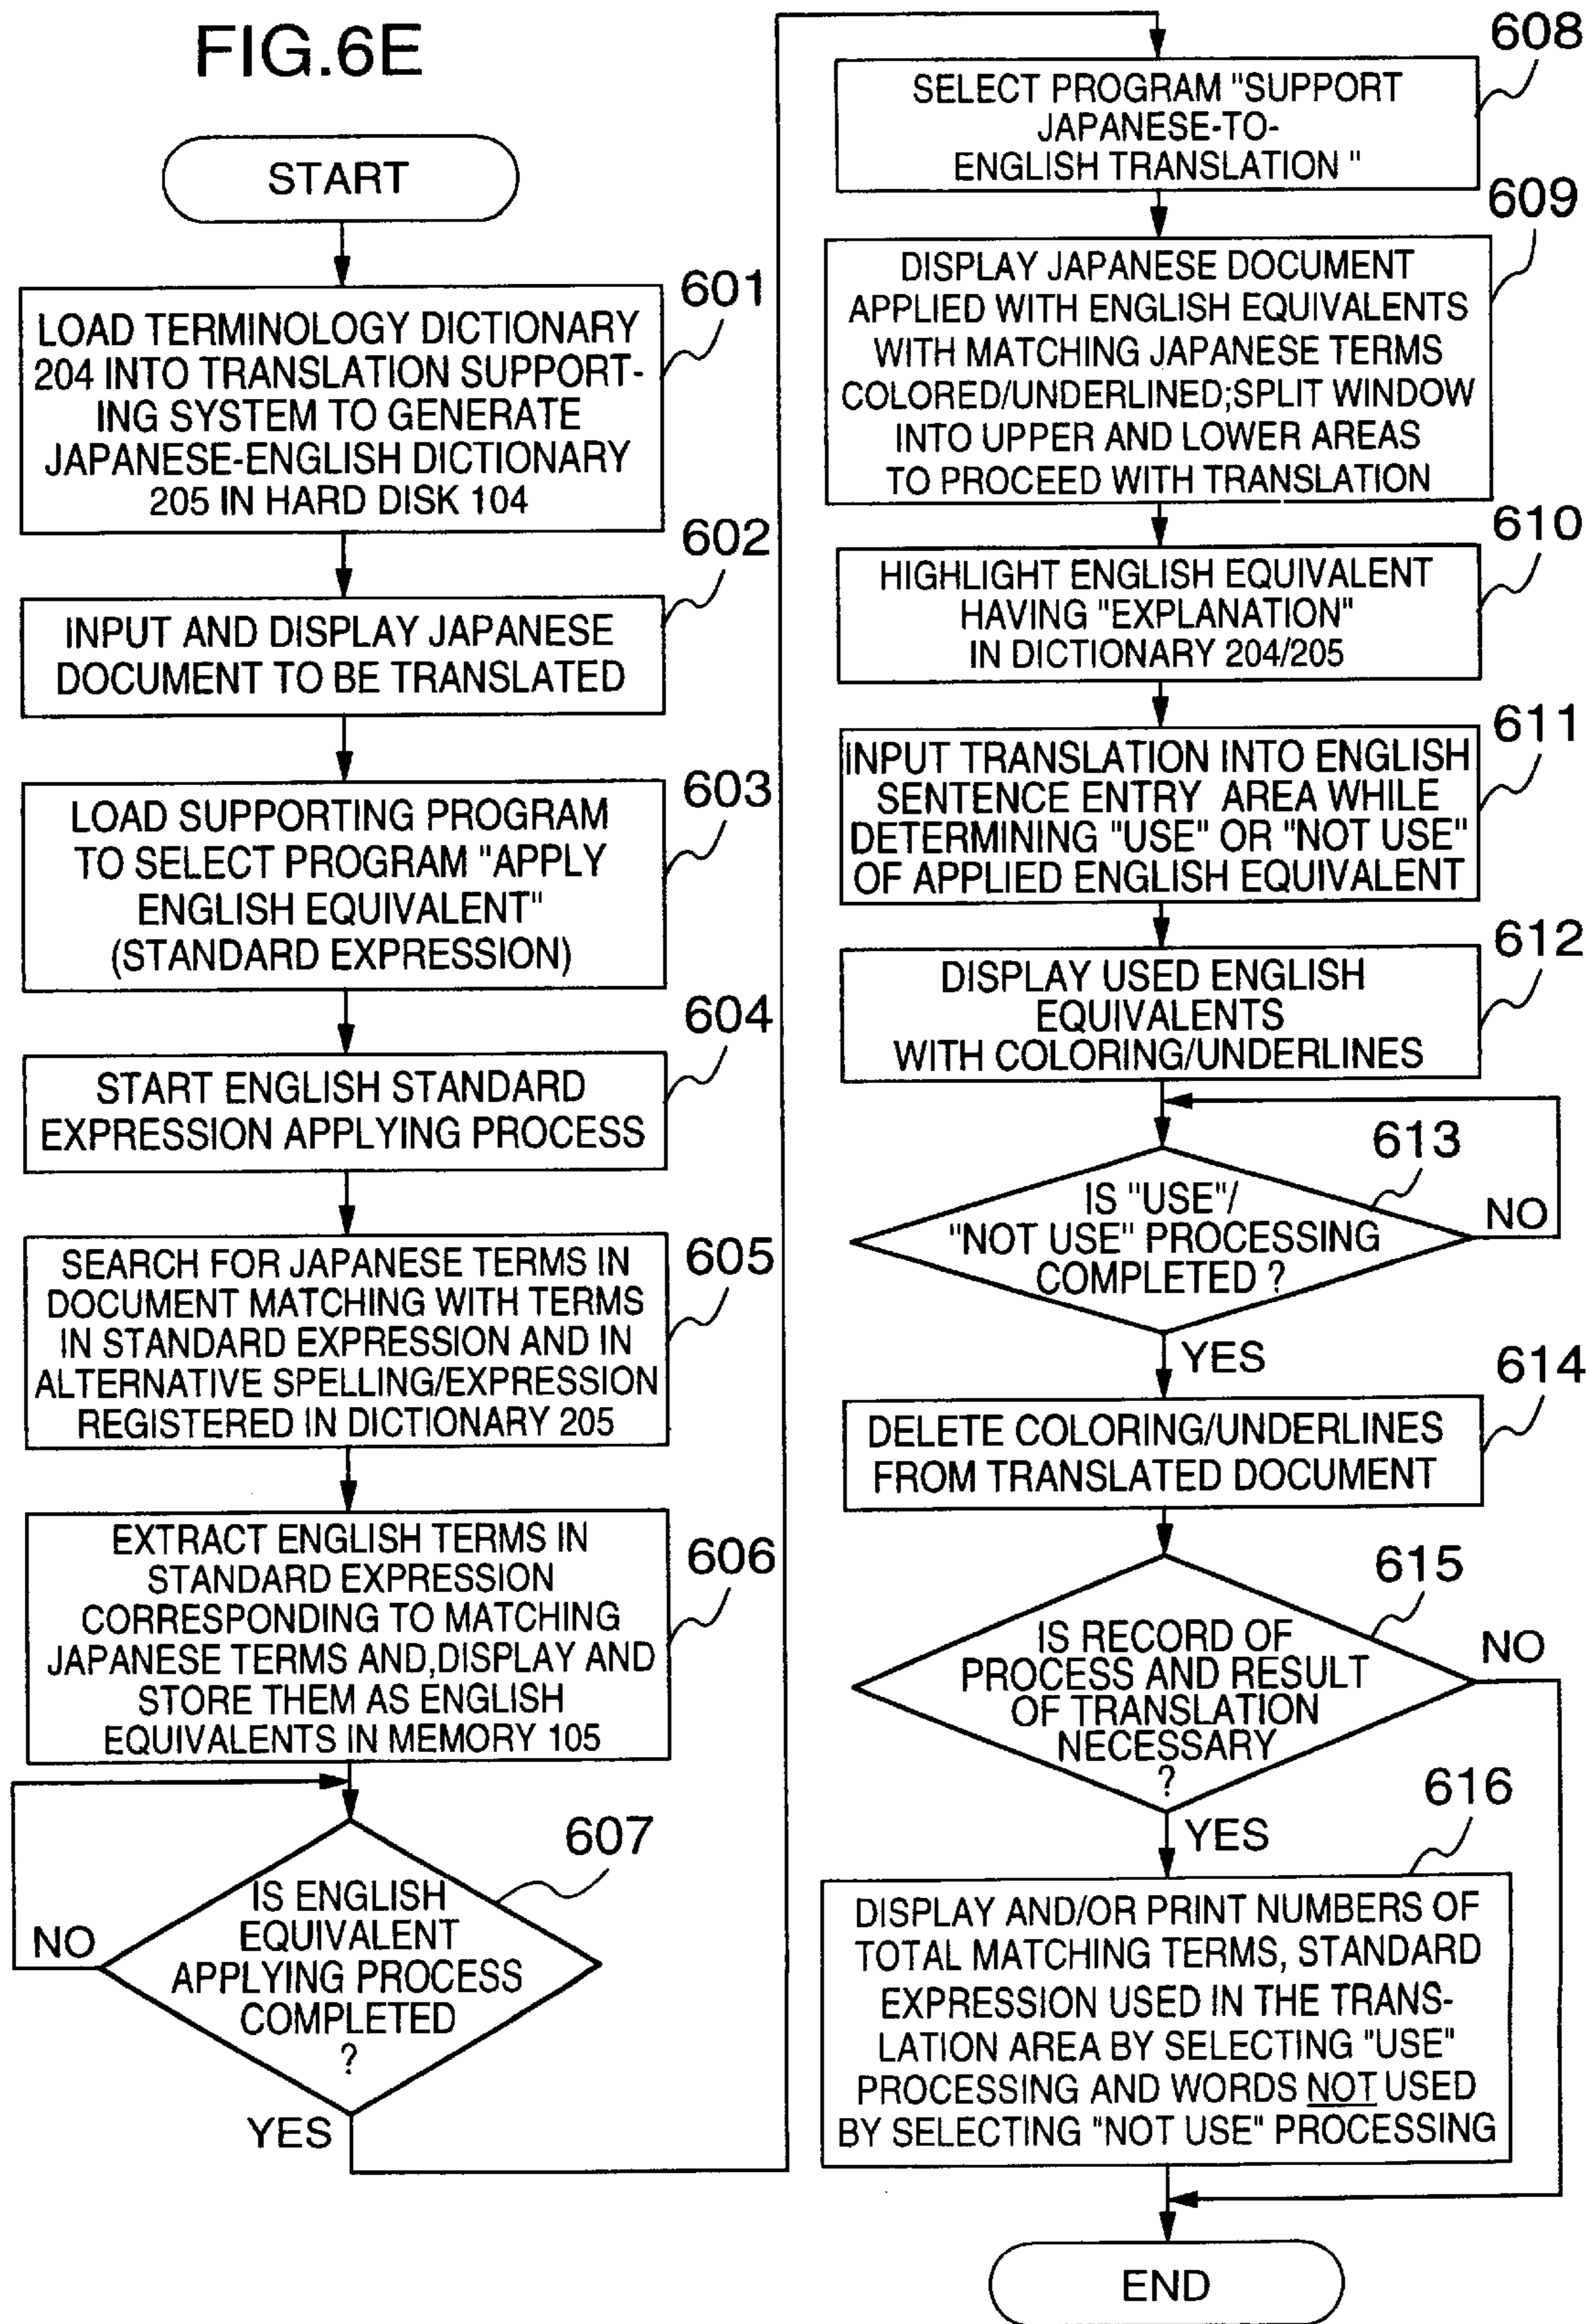 FIG.6E
START
601
LOAD TERMINOLOGY DICTIONARY
204 INTO TRANSLATION SUPPORT-
ING SYSTEM TO GENERATE
JAPANESE-ENGLISH DICTIONARY
205 IN HARD DISK 104
602
INPUT AND DISPLAY JAPANESE
DOCUMENT TO BE TRANSLATED
603
LOAD SUPPORTING PROGRAM
TO SELECT PROGRAM "APPLY
ENGLISH EQUIVALENT"
(STANDARD EXPRESSION)
604
START ENGLISH STANDARD
EXPRESSION APPLYING PROCESS
605
SEARCH FOR JAPANESE TERMS IN
DOCUMENT MATCHING WITH TERMS
IN STANDARD EXPRESSION AND IN
ALTERNATIVE SPELLING/EXPRESSION
REGISTERED IN DICTIONARY 205
606
EXTRACT ENGLISH TERMS IN
STANDARD EXPRESSION
CORRESPONDING TO MATCHING
JAPANESE TERMS AND,DISPLAY AND
STORE THEM AS ENGLISH
EQUIVALENTS IN MEMORY 105
607
IS ENGLISH
EQUIVALENT
APPLYING PROCESS
COMPLETED
?
NO
YES
608
SELECT PROGRAM "SUPPORT
JAPANESE-TO-
ENGLISH TRANSLATION "
609
DISPLAY JAPANESE DOCUMENT
APPLIED WITH ENGLISH EQUIVALENTS
WITH MATCHING JAPANESE TERMS
COLORED/UNDERLINED;SPLIT WINDOW
INTO UPPER AND LOWER AREAS
TO PROCEED WITH TRANSLATION
610
HIGHLIGHT ENGLISH EQUIVALENT
HAVING "EXPLANATION"
IN DICTIONARY 204/205
611
INPUT TRANSLATION INTO ENGLISH
SENTENCE ENTRY AREA WHILE
DETERMINING "USE" OR "NOT USE"
OF APPLIED ENGLISH EQUIVALENT
612
DISPLAY USED ENGLISH
EQUIVALENTS
WITH COLORING/UNDERLINES
613
IS "USE"/
"NOT USE" PROCESSING
COMPLETED ?
NO
YES
614
DELETE COLORING/UNDERLINES
FROM TRANSLATED DOCUMENT
615
IS RECORD OF
PROCESS AND RESULT
OF TRANSLATION
NECESSARY
?
NO
YES
616
DISPLAY AND/OR PRINT NUMBERS OF
TOTAL MATCHING TERMS, STANDARD
EXPRESSION USED IN THE TRANS-
LATION AREA BY SELECTING "USE"
PROCESSING AND WORDS NOT USED
BY SELECTING "NOT USE" PROCESSING
END